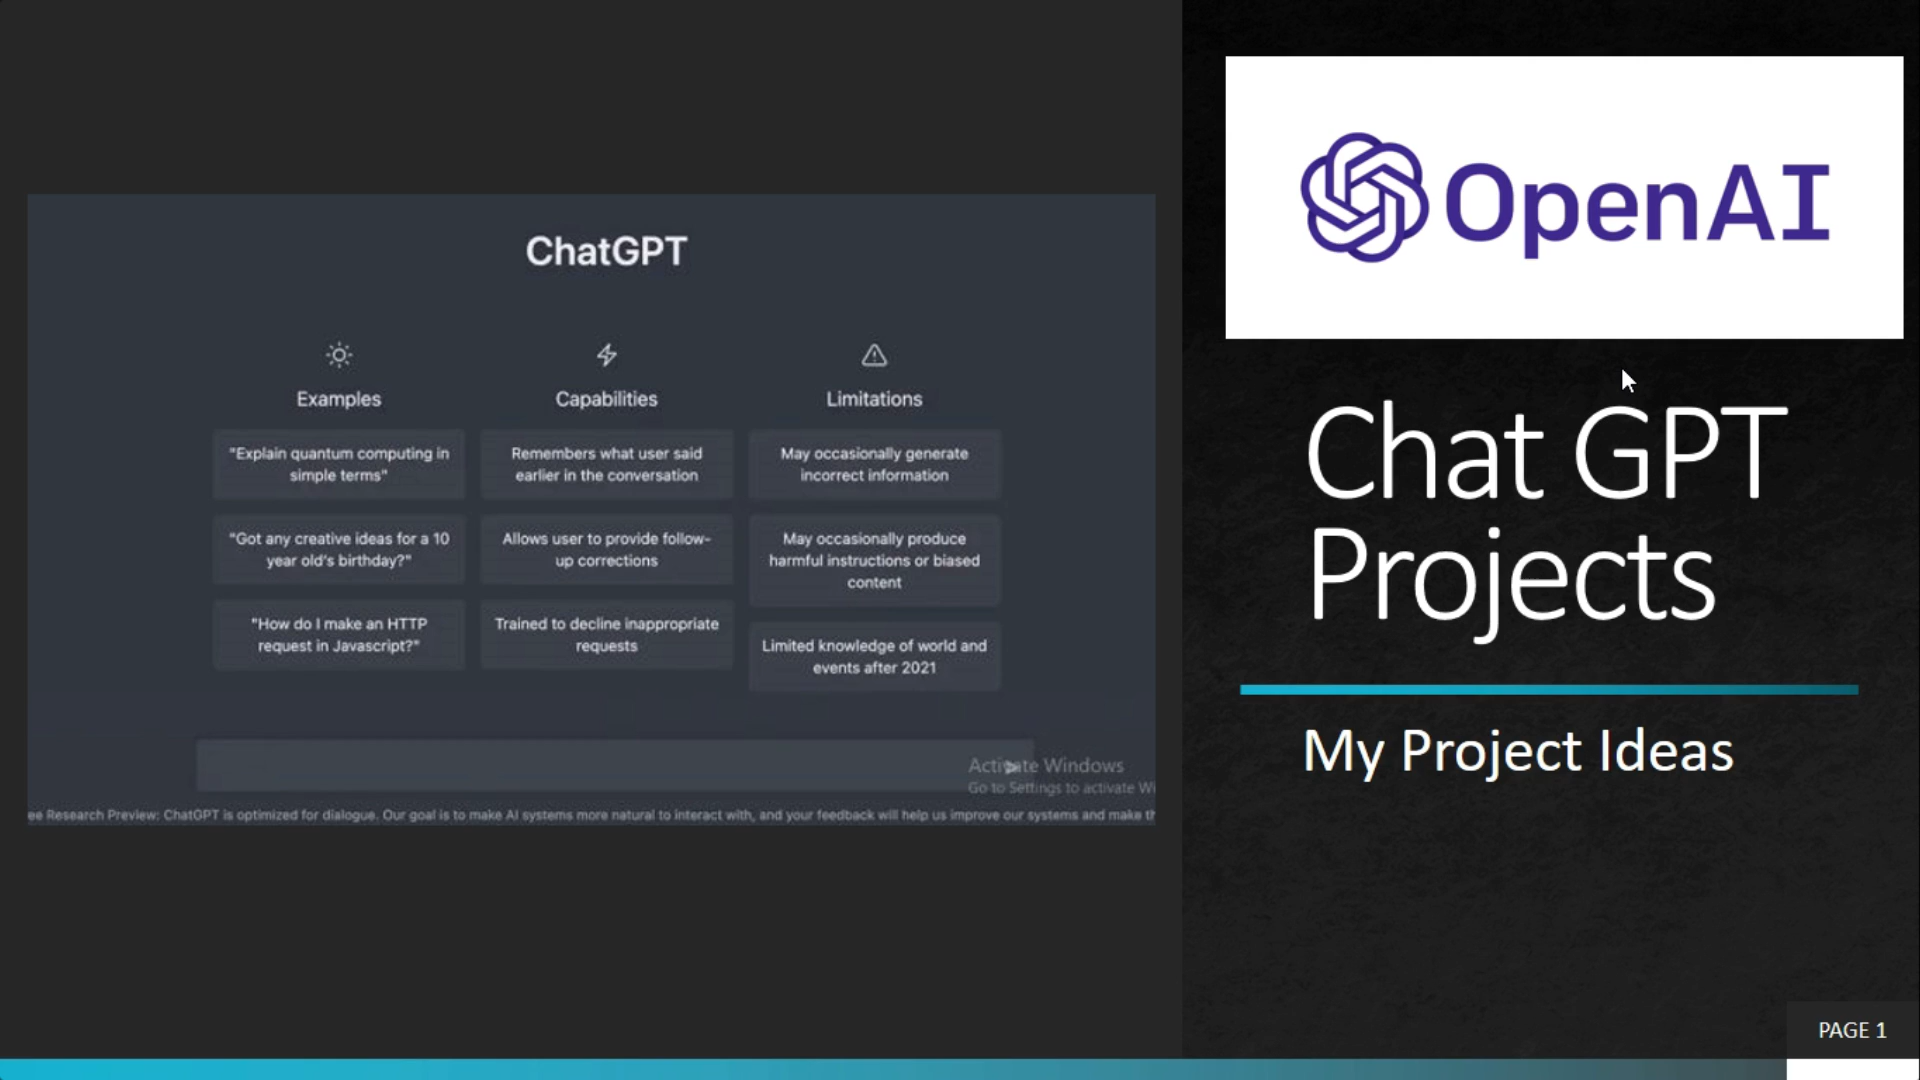 ChatGPT
Examples
"Explain quantum computing in
simple terms"
"Got any creative ideas for a 10
year old's birthday?"
"How do I make an HTTP
request in Javascript?"
Capabilities
Remembers what user said
earlier in the conversation
Allows user to provide follow-
up corrections
Trained to decline inappropriate
requests
Limitations
May occasionally generate
incorrect information
May occasionally produce
harmful instructions or biased
content
Limited knowledge of world and
events after 2021
Activate Windows
Go to Settings to activate
Research Preview: ChatGPT is optimized for dialogue. Our goal is to make AI systems more natural to interact with, and your feedback will help us improve our systems and make
OpenAI
Chat GPT
Projects
My Project Ideas
PAGE 1